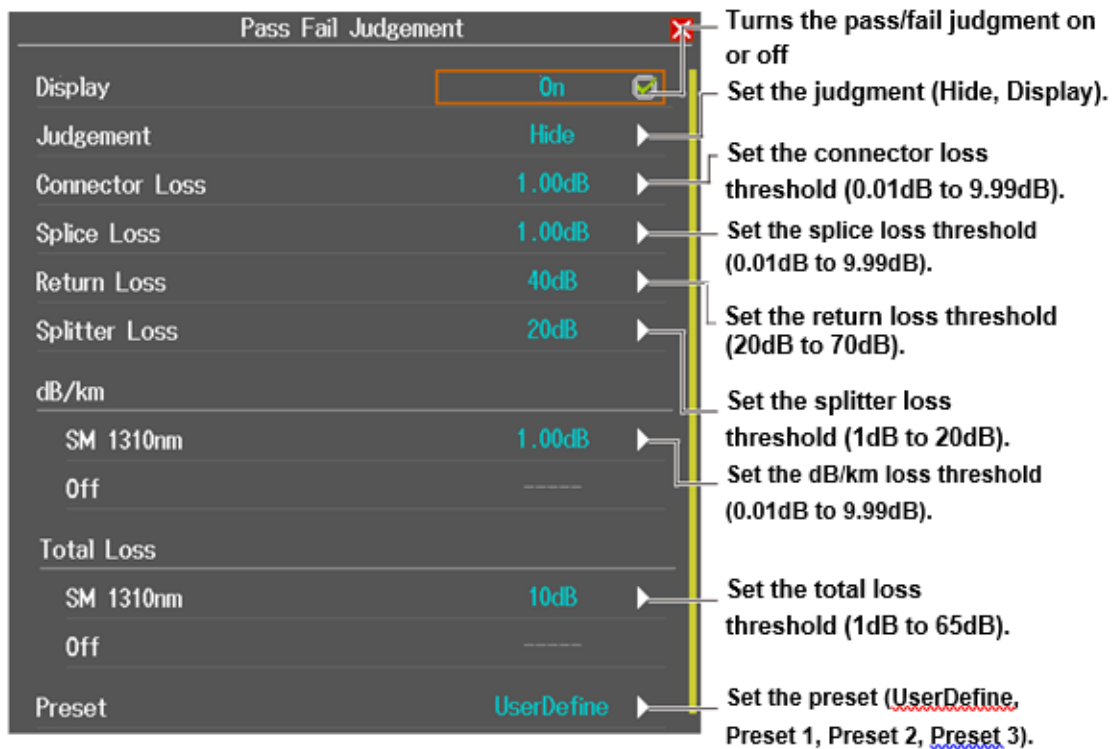 Pass Fail Judgement
Display On
Judgement Hide
Connector Loss 1.00dB
Splice Loss 1.00dB
Return Loss 40dB
Splitter Loss 20dB
dB/km
SM 1310nm 1.00dB
Off -----
Total Loss
SM 1310nm 10dB
Off -----
Preset UserDefine
Turns the pass/fail judgment on
or off
Set the judgment (Hide, Display).
Set the connector loss
threshold (0.01dB to 9.99dB).
Set the splice loss threshold
(0.01dB to 9.99dB).
Set the return loss threshold
(20dB to 70dB).
Set the splitter loss
threshold (1dB to 20dB).
Set the dB/km loss threshold
(0.01dB to 9.99dB).
Set the total loss
threshold (1dB to 65dB).
Set the preset (UserDefine,
Preset 1, Preset 2, Preset 3).